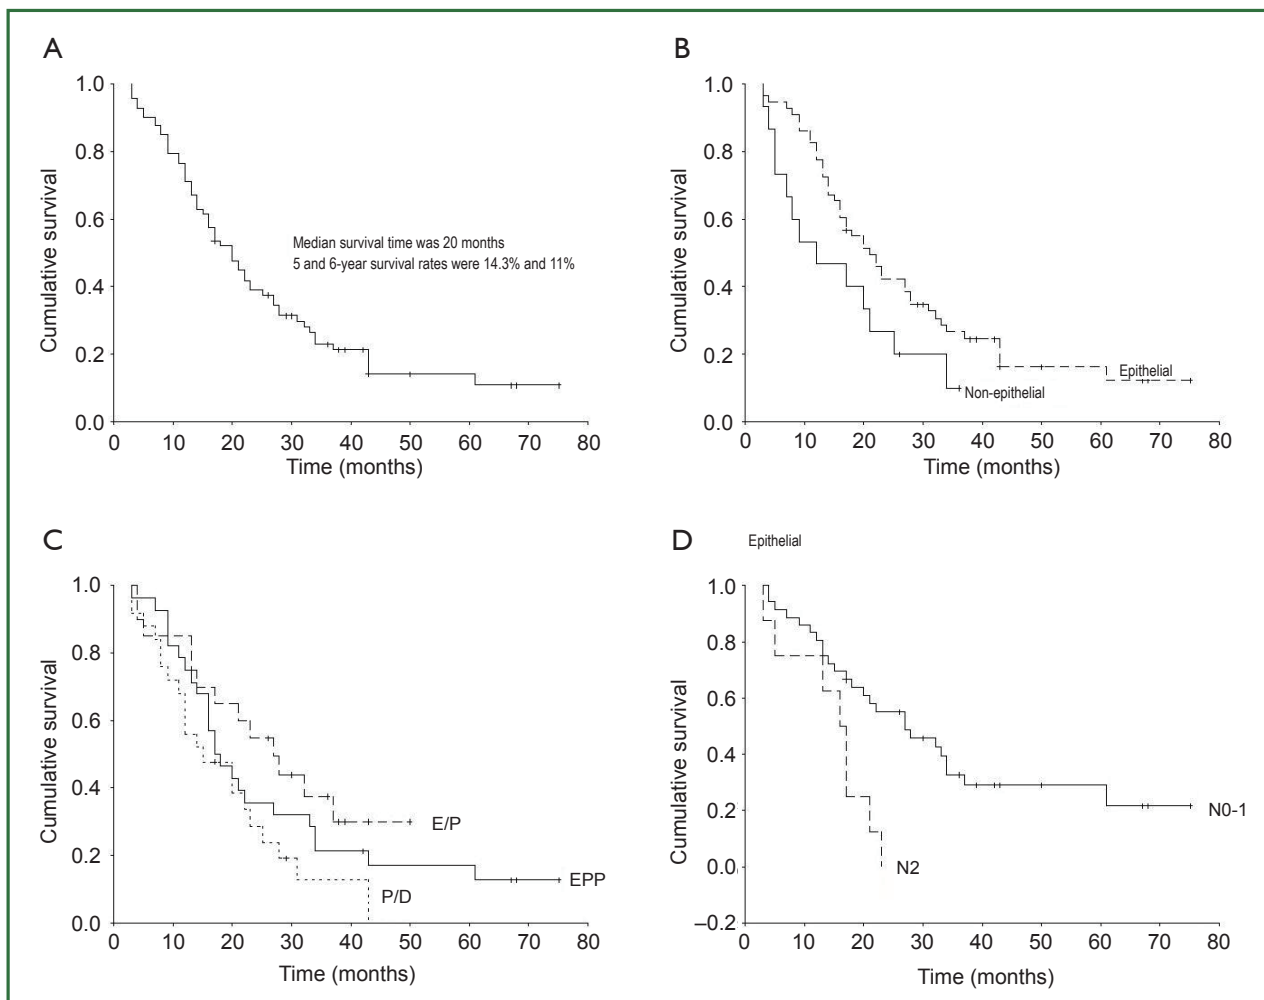 A
Cumulative survival
1.0
0.8
0.6
0.4
0.2
0.0
Median survival time was 20 months
5 and 6-year survival rates were 14.3% and 11%
0 10 20 30 40 50 60 70 80
Time (months)
B
Cumulative survival
1.0
0.8
0.6
0.4
0.2
0.0
Epithelial
Non-epithelial
0 10 20 30 40 50 60 70 80
Time (months)
C
Cumulative survival
1.0
0.8
0.6
0.4
0.2
0.0
E/P
EPP
P/D
0 10 20 30 40 50 60 70 80
Time (months)
D
Epithelial
Cumulative survival
1.0
0.8
0.6
0.4
0.2
0.0
–0.2
N0-1
N2
0 10 20 30 40 50 60 70 80
Time (months)